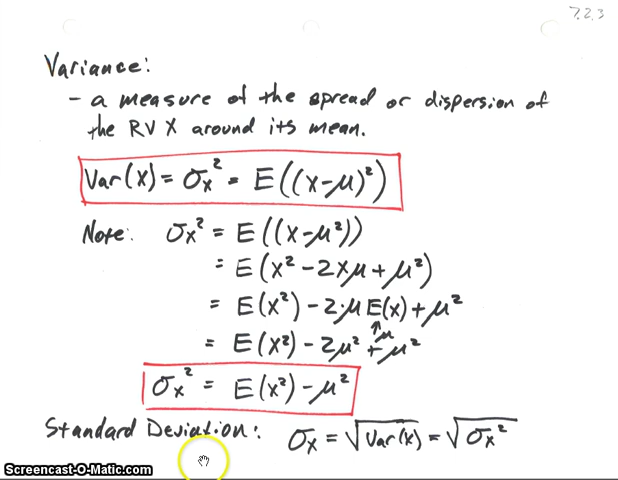 7.2.3
Variance:
- a measure of the spread or dispersion of
the RV X around its mean.
Var(x) = σx² = E((x-μ)²)
Note: σx² = E((x-μ²))
= E(x² - 2xμ + μ²)
= E(x²) - 2·μ E(x) + μ²
↑μ
= E(x²) - 2μ² + μ²
σx² = E(x²) - μ²
Standard Deviation: σx = √Var(x) = √σx²
Screencast-O-Matic.com